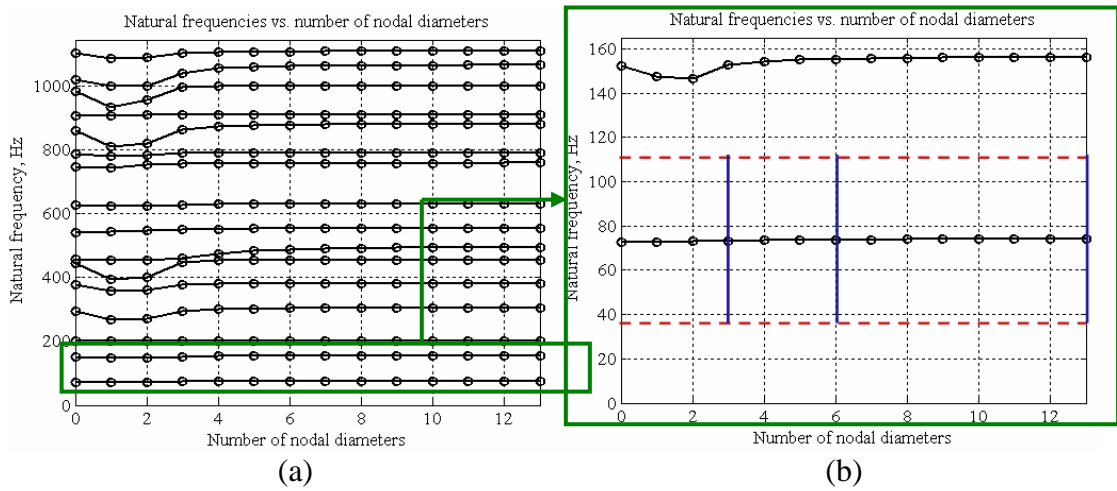 Natural frequencies vs. number of nodal diameters
Natural frequency, Hz
1000
800
600
400
200
0
0 2 4 6 8 10 12
Number of nodal diameters
(a)
Natural frequencies vs. number of nodal diameters
Natural frequency, Hz
160
140
120
100
80
60
40
20
0
0 2 4 6 8 10 12
Number of nodal diameters
(b)